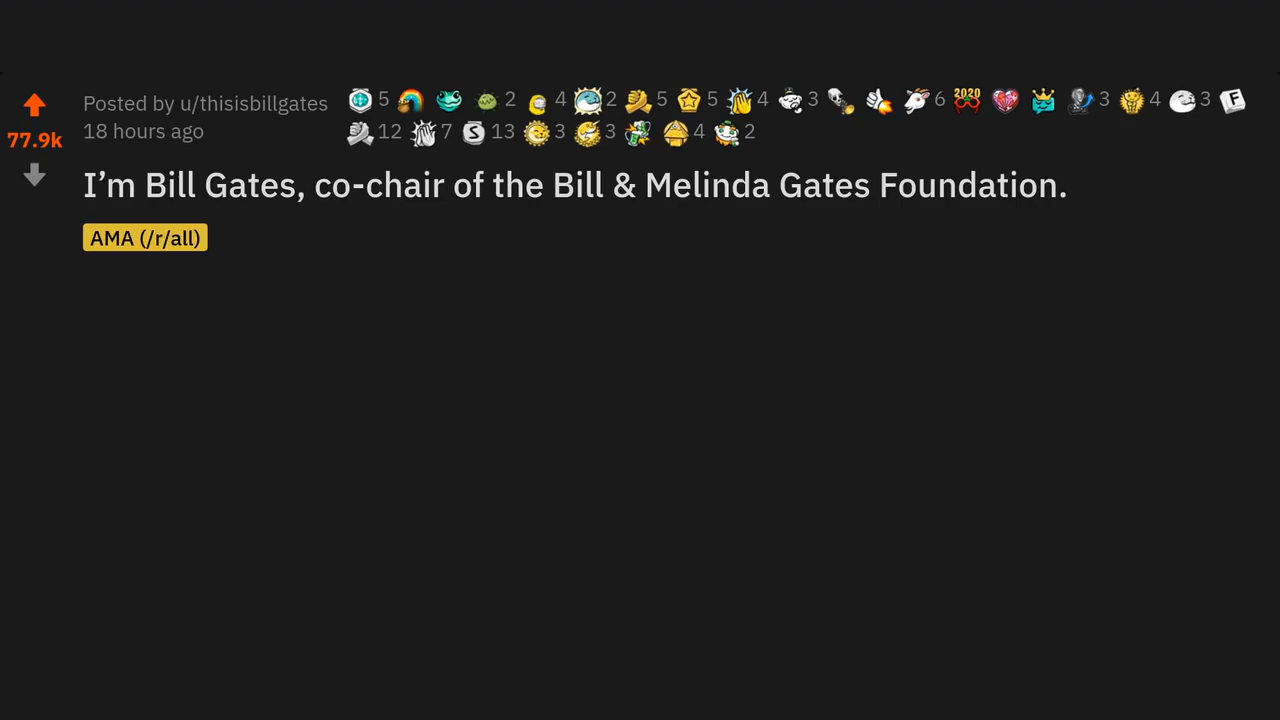 Posted by u/thisisbillgates 5 2 4 2 5 5 4 3 6 2020 3 4 3 F
77.9k 18 hours ago 12 7 S 13 3 3 4 2
I’m Bill Gates, co-chair of the Bill & Melinda Gates Foundation.
AMA (/r/all)